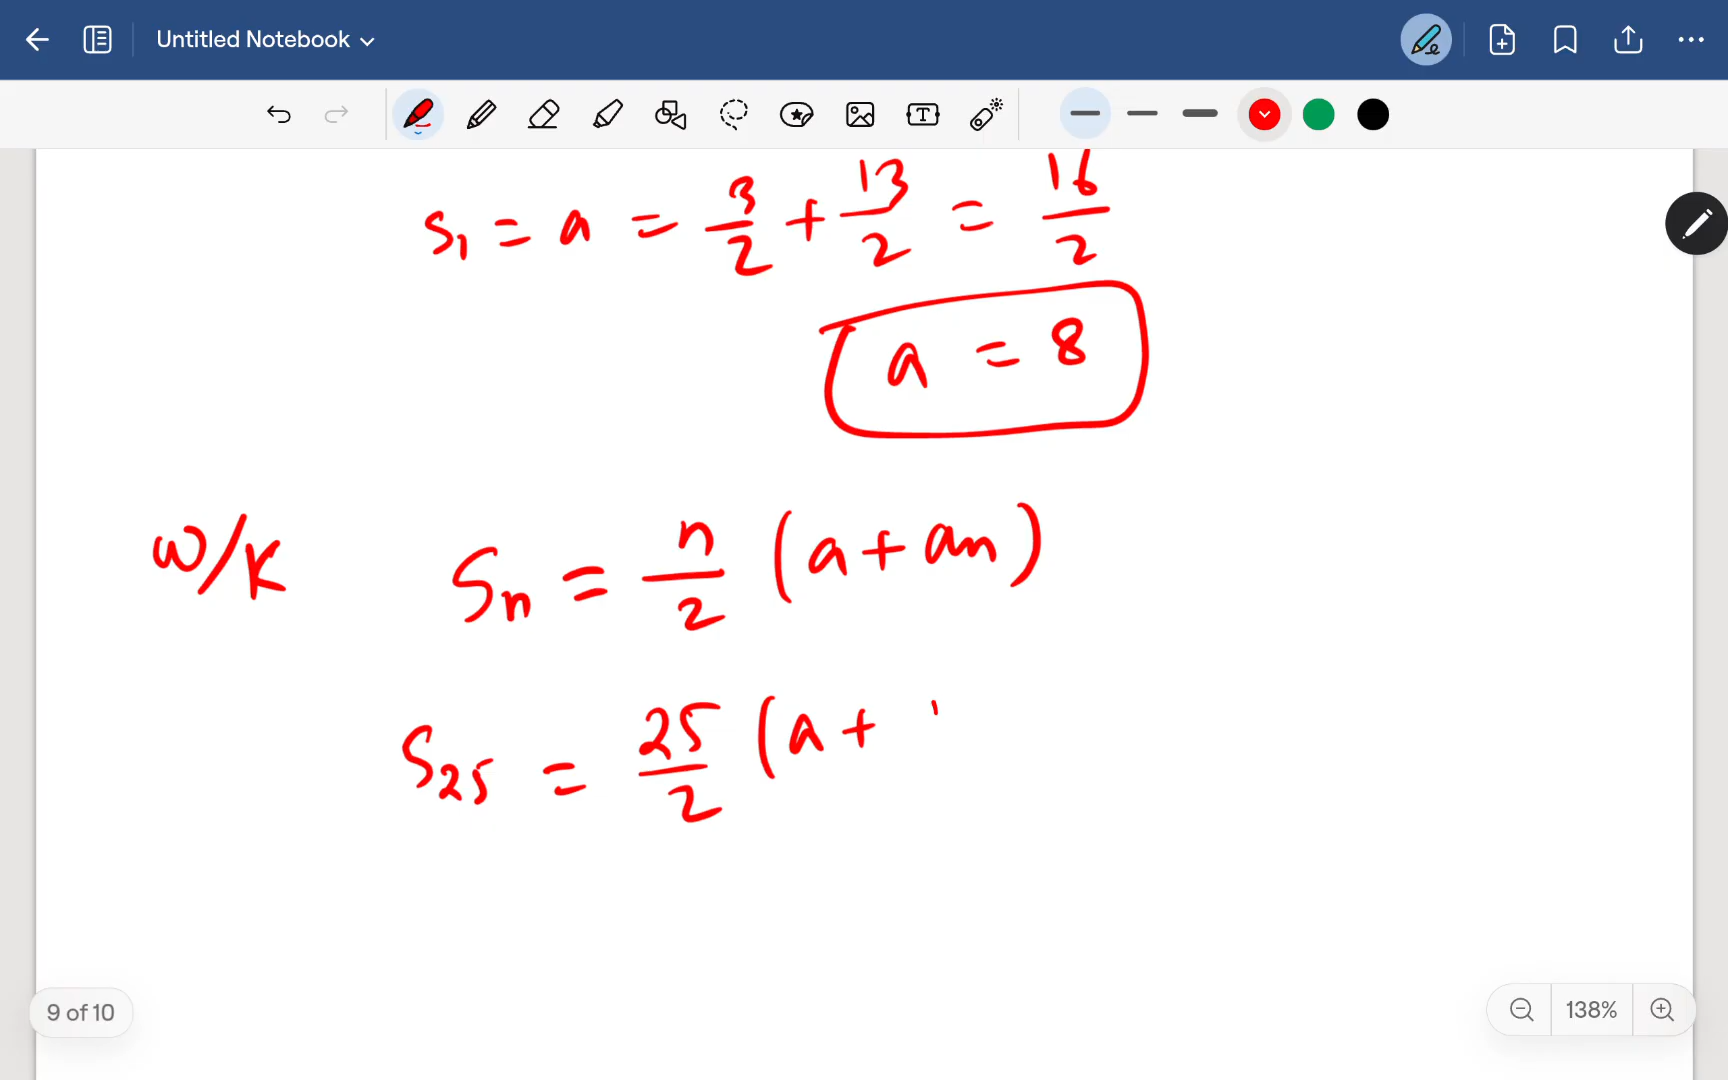 Untitled Notebook
S₁ = a = 3/2 + 13/2 = 16/2
a = 8
W/K Sₙ = n/2 (a + an)
S₂₅ = 25/2 (a +
9 of 10
138%